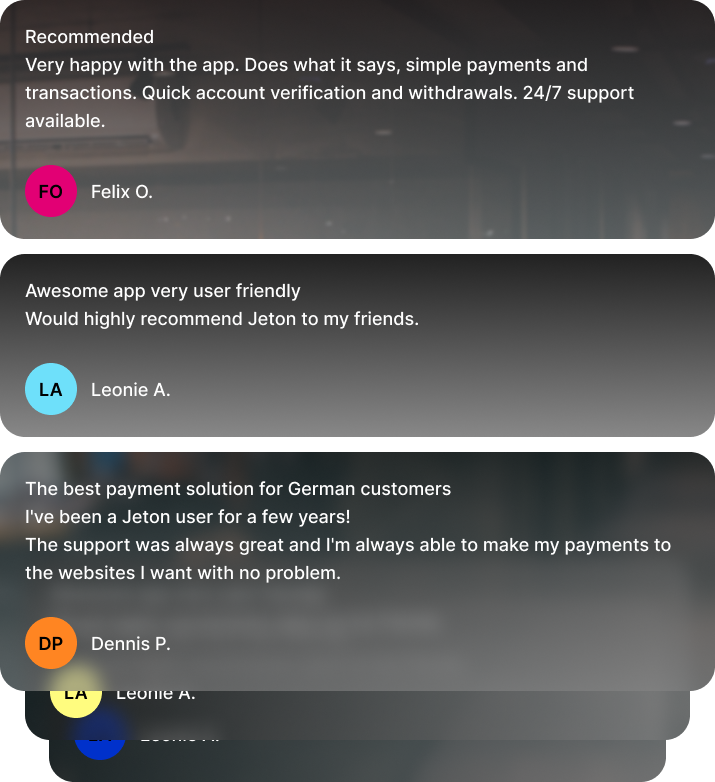 Recommended
Very happy with the app. Does what it says, simple payments and
transactions. Quick account verification and withdrawals. 24/7 support
available.
FO Felix O.
Awesome app very user friendly
Would highly recommend Jeton to my friends.
LA Leonie A.
The best payment solution for German customers
I've been a Jeton user for a few years!
The support was always great and I'm always able to make my payments to
the websites I want with no problem.
DP Dennis P.
LA Leonie A.